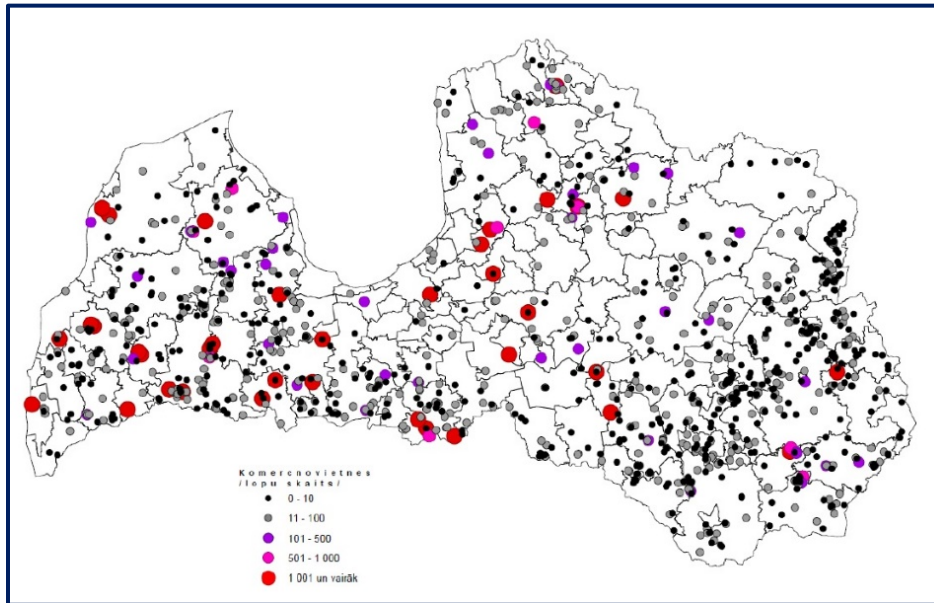 Komercnovietnes
/lopu skaits/
0 - 10
11 - 100
101 - 500
501 - 1 000
1 001 un vairāk